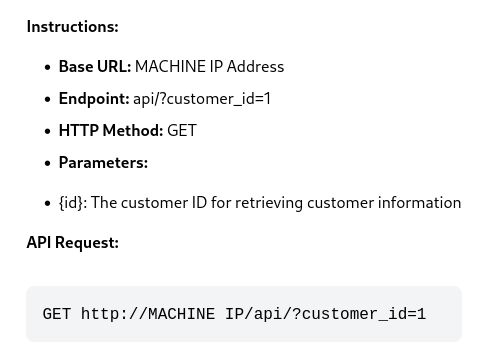 Instructions:
• Base URL: MACHINE IP Address
• Endpoint: api/?customer_id=1
• HTTP Method: GET
• Parameters:
• {id}: The customer ID for retrieving customer information
API Request:
GET http://MACHINE IP/api/?customer_id=1